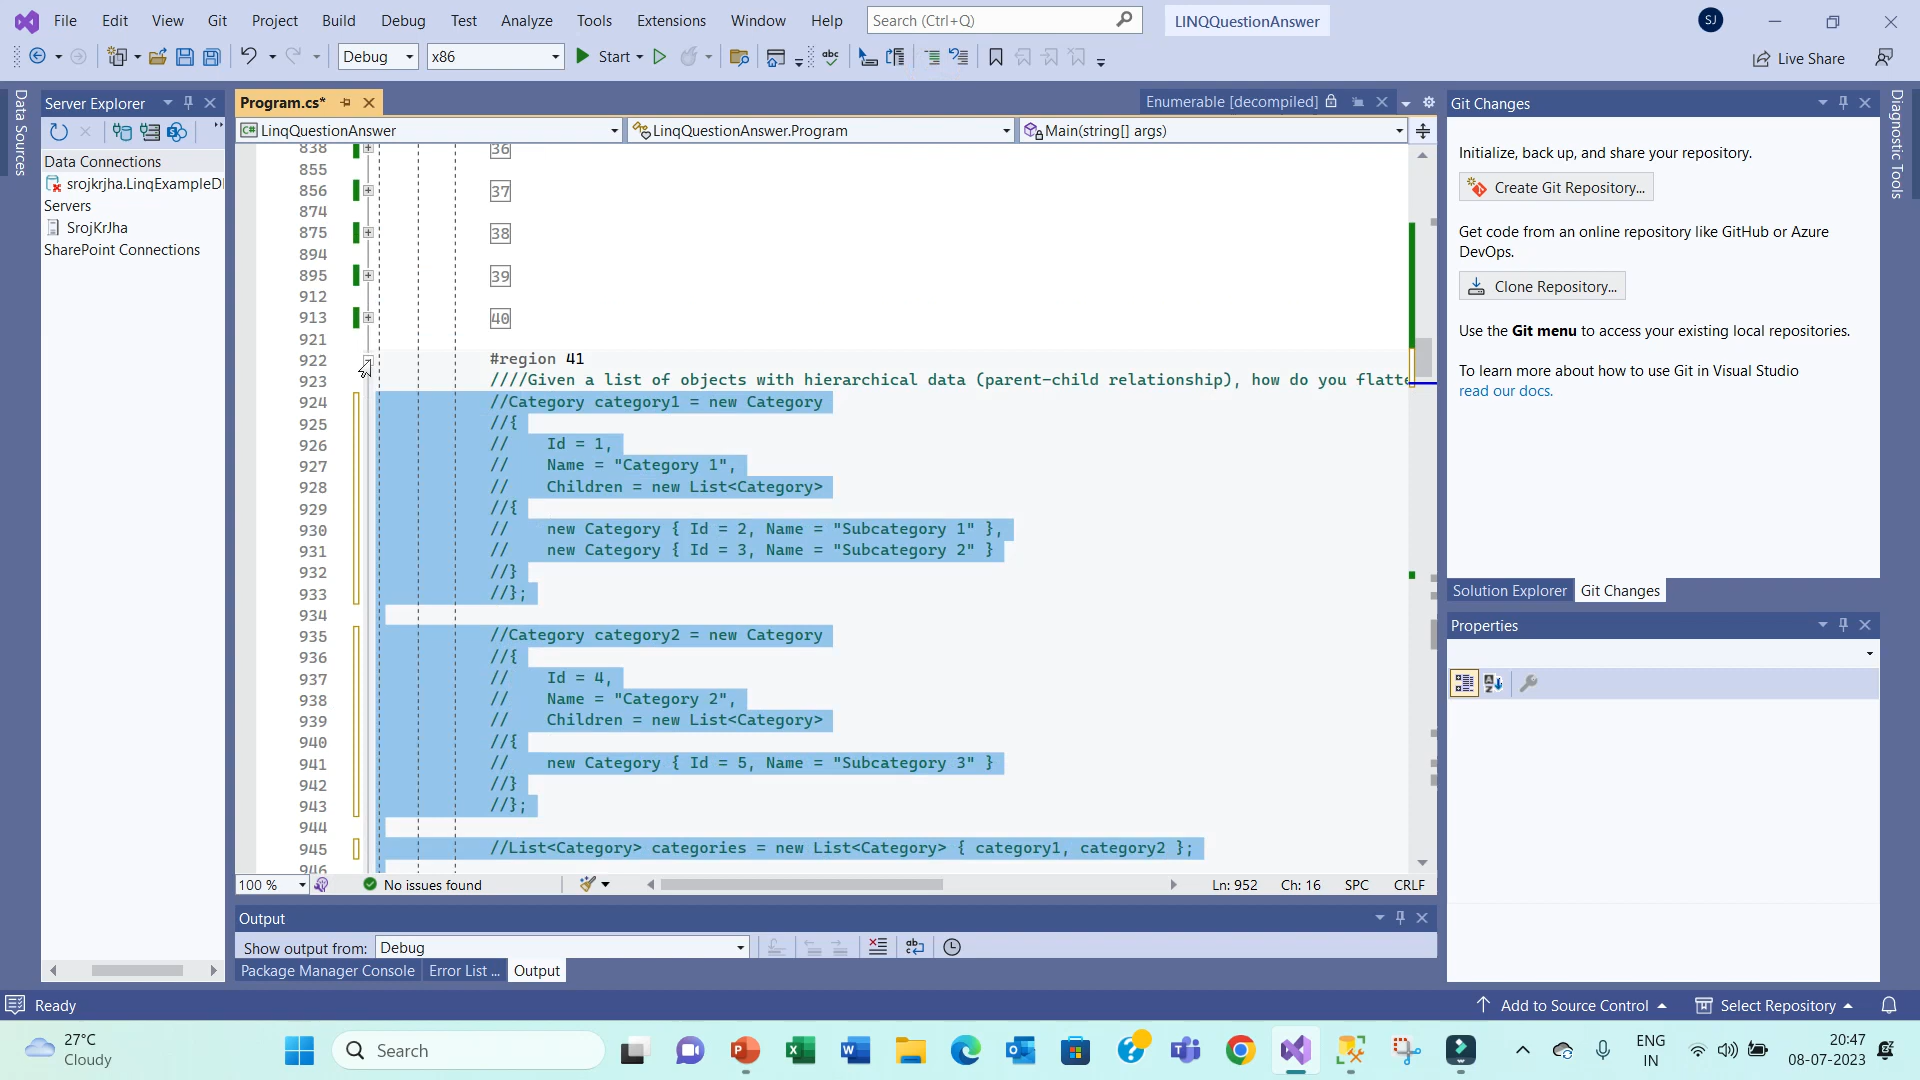 File Edit View Git Project Build Debug Test Analyze Tools Extensions Window Help Search (Ctrl+Q) LINQQuestionAnswer SJ
Debug x86 Start Live Share
Data Sources
Server Explorer
Data Connections
srojkrjha.LinqExampleD
Servers
SrojKrJha
SharePoint Connections
Program.cs* Enumerable [decompiled]
LinqQuestionAnswer LinqQuestionAnswer.Program Main(string[] args)
838 36
855
856 37
874
875 38
894
895 39
912
913 40
921
922 #region 41
923 ////Given a list of objects with hierarchical data (parent-child relationship), how do you flatte
924 //Category category1 = new Category
925 //{
926 // Id = 1,
927 // Name = "Category 1",
928 // Children = new List<Category>
929 //{
930 // new Category { Id = 2, Name = "Subcategory 1" },
931 // new Category { Id = 3, Name = "Subcategory 2" }
932 //}
933 //};
934
935 //Category category2 = new Category
936 //{
937 // Id = 4,
938 // Name = "Category 2",
939 // Children = new List<Category>
940 //{
941 // new Category { Id = 5, Name = "Subcategory 3" }
942 //}
943 //};
944
945 //List<Category> categories = new List<Category> { category1, category2 };
946
100 % No issues found Ln: 952 Ch: 16 SPC CRLF
Output
Show output from: Debug
Package Manager Console Error List ... Output
Git Changes
Initialize, back up, and share your repository.
Create Git Repository...
Get code from an online repository like GitHub or Azure
DevOps.
Clone Repository...
Use the Git menu to access your existing local repositories.
To learn more about how to use Git in Visual Studio
read our docs.
Solution Explorer Git Changes
Properties
Diagnostic Tools
Ready Add to Source Control Select Repository
27°C
Cloudy
Search
ENG
IN
20:47
08-07-2023